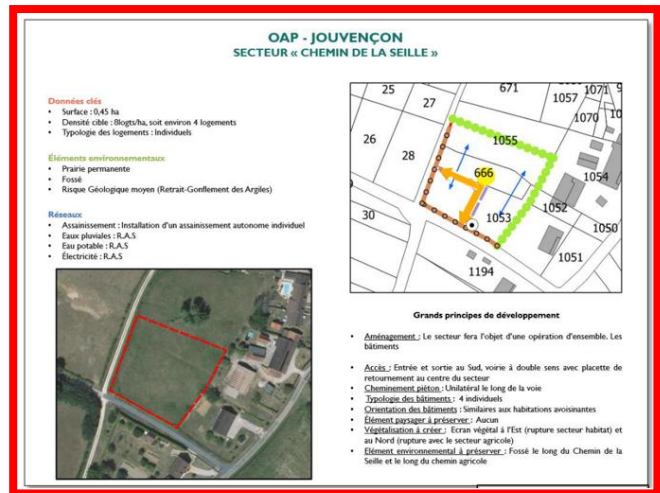 OAP - JOUVENÇON
SECTEUR « CHEMIN DE LA SEILLE »
Données clés
• Surface : 0,45 ha
• Densité cible : 8logts/ha, soit environ 4 logements
• Typologie des logements : Individuels
Éléments environnementaux
• Prairie permanente
• Fossé
• Risque Géologique moyen (Retrait-Gonflement des Argiles)
Réseaux
• Assainissement : Installation d'un assainissement autonome individuel
• Eaux pluviales : R.A.S
• Eau potable : R.A.S
• Électricité : R.A.S
25
27
671
1057
1071
1070
10
26
28
1055
666
1054
30
1053
1052
1050
1051
1194
Grands principes de développement
• Aménagement : Le secteur fera l'objet d'une opération d'ensemble. Les
bâtiments
• Accès : Entrée et sortie au Sud, voirie à double sens avec placette de
retournement au centre du secteur
• Cheminement piéton : Unilatéral le long de la voie
• Typologie des bâtiments : 4 individuels
• Orientation des bâtiments : Similaires aux habitations avoisinantes
• Élément paysager à préserver : Aucun
• Végétalisation à créer : Ecran végétal à l'Est (rupture secteur habitat) et
au Nord (rupture avec le secteur agricole)
• Elément environnemental à préserver : Fossé le long du Chemin de la
Seille et le long du chemin agricole